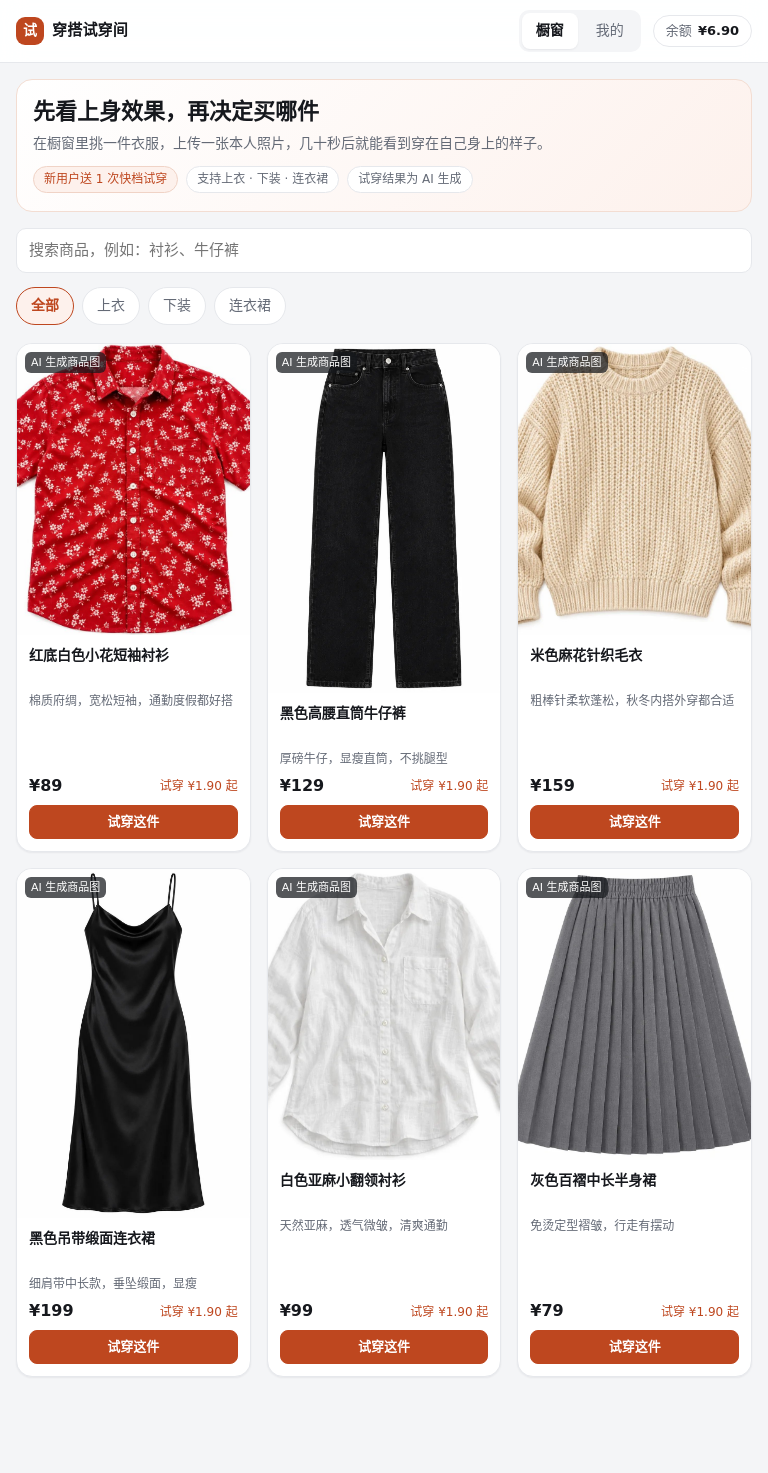 试 穿搭试穿间 橱窗 我的 余额 ¥6.90
先看上身效果，再决定买哪件
在橱窗里挑一件衣服，上传一张本人照片，几十秒后就能看到穿在自己身上的样子。
新用户送 1 次快档试穿 支持上衣 · 下装 · 连衣裙 试穿结果为 AI 生成
搜索商品，例如：衬衫、牛仔裤
全部 上衣 下装 连衣裙
AI 生成商品图
红底白色小花短袖衬衫
棉质府绸，宽松短袖，通勤度假都好搭
¥89 试穿 ¥1.90 起
试穿这件
AI 生成商品图
黑色高腰直筒牛仔裤
厚磅牛仔，显瘦直筒，不挑腿型
¥129 试穿 ¥1.90 起
试穿这件
AI 生成商品图
米色麻花针织毛衣
粗棒针柔软蓬松，秋冬内搭外穿都合适
¥159 试穿 ¥1.90 起
试穿这件
AI 生成商品图
黑色吊带缎面连衣裙
细肩带中长款，垂坠缎面，显瘦
¥199 试穿 ¥1.90 起
试穿这件
AI 生成商品图
白色亚麻小翻领衬衫
天然亚麻，透气微皱，清爽通勤
¥99 试穿 ¥1.90 起
试穿这件
AI 生成商品图
灰色百褶中长半身裙
免烫定型褶皱，行走有摆动
¥79 试穿 ¥1.90 起
试穿这件